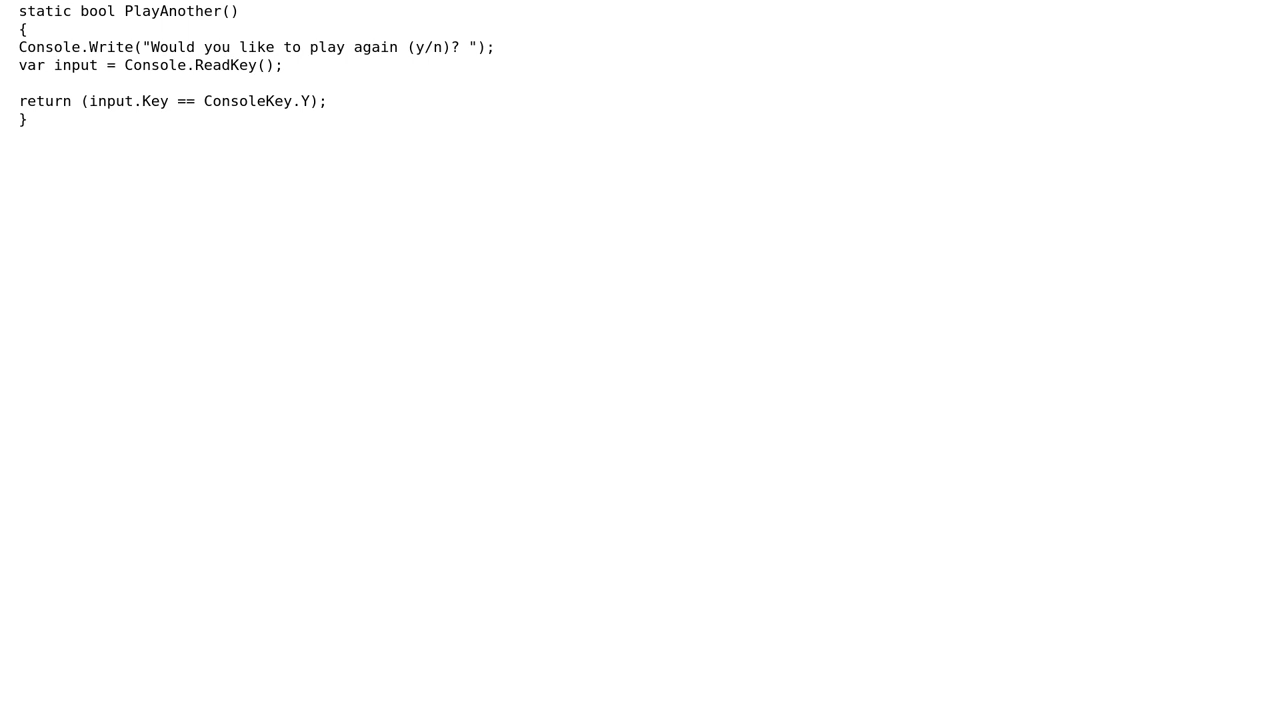 static bool PlayAnother()
{
Console.Write("Would you like to play again (y/n)? ");
var input = Console.ReadKey();

return (input.Key == ConsoleKey.Y);
}